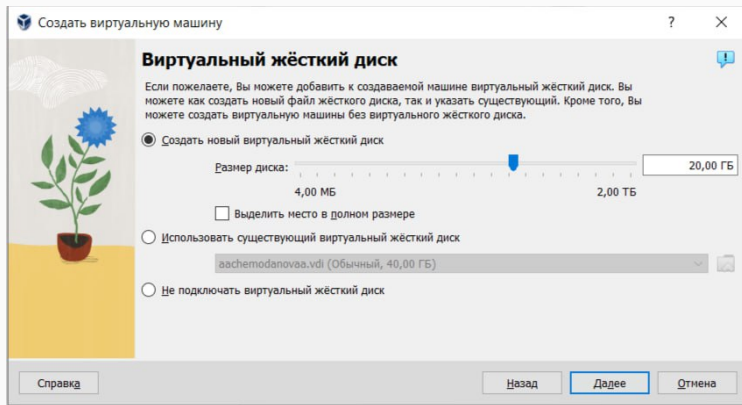 Создать виртуальную машину
Виртуальный жёсткий диск
Если пожелаете, Вы можете добавить к создаваемой машине виртуальный жёсткий диск. Вы
можете как создать новый файл жёсткого диска, так и указать существующий. Кроме того, Вы
можете создать виртуальную машины без виртуального жёсткого диска.
Создать новый виртуальный жёсткий диск
Размер диска: 20,00 ГБ
4,00 МБ 2,00 ТБ
Выделить место в полном размере
Использовать существующий виртуальный жёсткий диск
aachemodanovaa.vdi (Обычный, 40,00 ГБ)
Не подключать виртуальный жёсткий диск
Справка Назад Далее Отмена